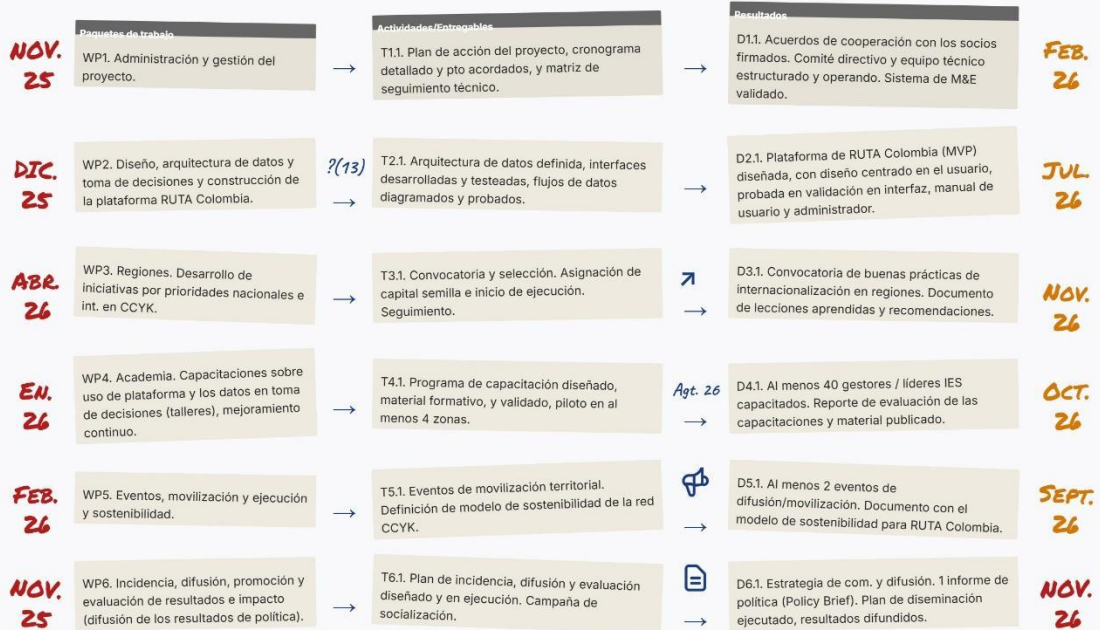 Paquetes de trabajo
Actividades/Entregables
Resultados
NOV.
25
WP1. Administración y gestión del
proyecto.
→
T1.1. Plan de acción del proyecto, cronograma
detallado y pto acordados, y matriz de
seguimiento técnico.
→
D1.1. Acuerdos de cooperación con los socios
firmados. Comité directivo y equipo técnico
estructurado y operando. Sistema de M&E
validado.
FEB.
26
DIC.
25
WP2. Diseño, arquitectura de datos y
toma de decisiones y construcción de
la plataforma RUTA Colombia.
?(13)
→
T2.1. Arquitectura de datos definida, interfaces
desarrolladas y testeadas, flujos de datos
diagramados y probados.
→
D2.1. Plataforma de RUTA Colombia (MVP)
diseñada, con diseño centrado en el usuario,
probada en validación en interfaz, manual de
usuario y administrador.
JUL.
26
ABR.
26
WP3. Regiones. Desarrollo de
iniciativas por prioridades nacionales e
int. en CCYK.
→
T3.1. Convocatoria y selección. Asignación de
capital semilla e inicio de ejecución.
Seguimiento.
→
D3.1. Convocatoria de buenas prácticas de
internacionalización en regiones. Documento
de lecciones aprendidas y recomendaciones.
NOV.
26
EN.
26
WP4. Academia. Capacitaciones sobre
uso de plataforma y los datos en toma
de decisiones (talleres), mejoramiento
continuo.
→
T4.1. Programa de capacitación diseñado,
material formativo, y validado, piloto en al
menos 4 zonas.
Agt. 26
→
D4.1. Al menos 40 gestores / líderes IES
capacitados. Reporte de evaluación de las
capacitaciones y material publicado.
OCT.
26
FEB.
26
WP5. Eventos, movilización y ejecución
y sostenibilidad.
→
T5.1. Eventos de movilización territorial.
Definición de modelo de sostenibilidad de la red
CCYK.
→
D5.1. Al menos 2 eventos de
difusión/movilización. Documento con el
modelo de sostenibilidad para RUTA Colombia.
SEPT.
26
NOV.
25
WP6. Incidencia, difusión, promoción y
evaluación de resultados e impacto
(difusión de los resultados de política).
→
T6.1. Plan de incidencia, difusión y evaluación
diseñado y en ejecución. Campaña de
socialización.
→
D6.1. Estrategia de com. y difusión. 1 informe de
política (Policy Brief). Plan de diseminación
ejecutado, resultados difundidos.
NOV.
26